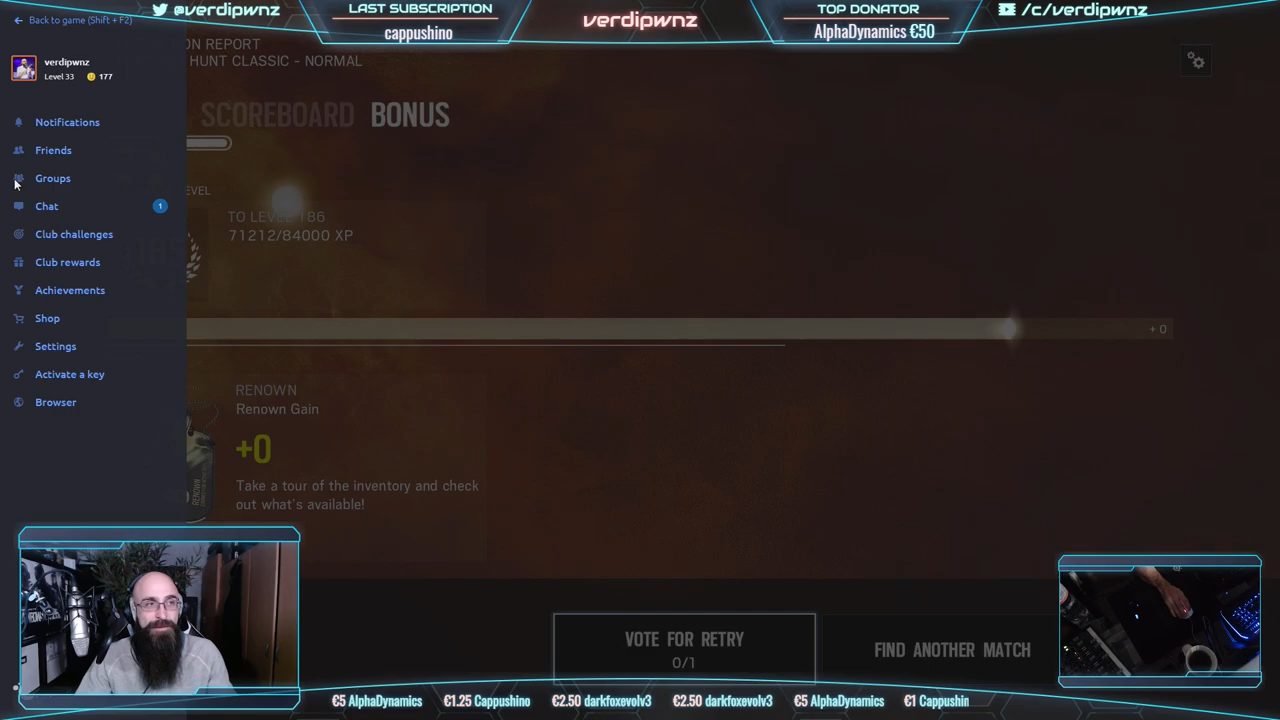 Back to game (Shift + F2)
@verdipwnz
LAST SUBSCRIPTION
cappushino
verdipwnz
TOP DONATOR
AlphaDynamics €50
/c/verdipwnz
verdipwnz
Level 33
177
ON REPORT
HUNT CLASSIC - NORMAL
SCOREBOARD BONUS
Notifications
Friends
Groups
Chat
1
Club challenges
Club rewards
Achievements
Shop
Settings
Activate a key
Browser
EVEL
185
TO LEVEL 186
71212/84000 XP
+ 0
RENOWN
Renown Gain
+0
Take a tour of the inventory and check
out what's available!
RENOWN
VOTE FOR RETRY
0/1
FIND ANOTHER MATCH
€5 AlphaDynamics
€1.25 Cappushino
€2.50 darkfoxevolv3
€2.50 darkfoxevolv3
€5 AlphaDynamics
€1 Cappushin